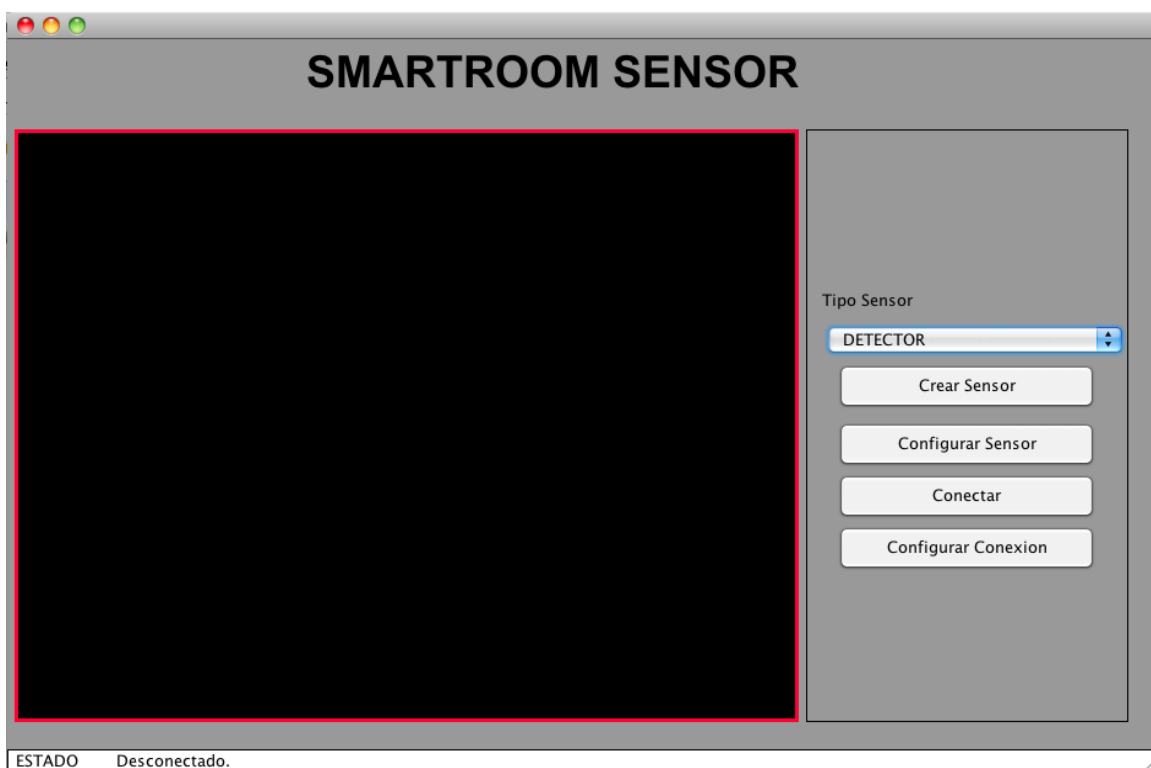 SMARTROOM SENSOR
Tipo Sensor
DETECTOR
Crear Sensor
Configurar Sensor
Conectar
Configurar Conexion
ESTADO Desconectado.